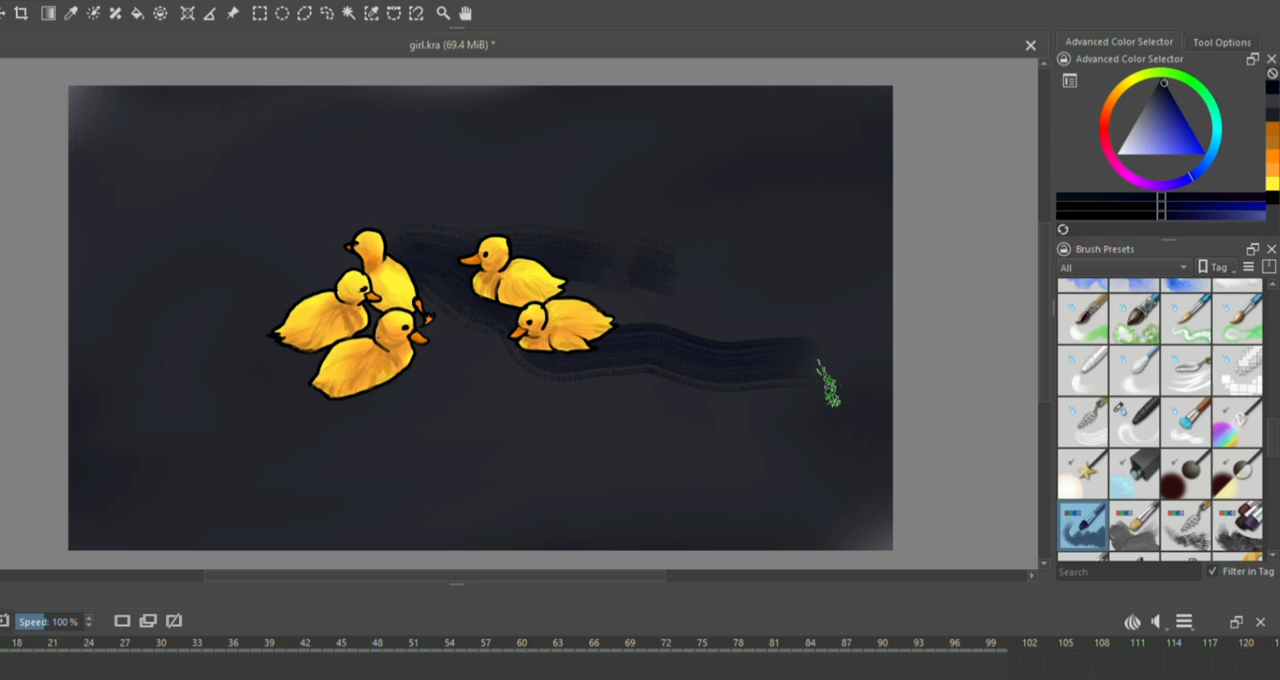 girl.kra (69.4 MiB) *
Advanced Color Selector
Tool Options
Advanced Color Selector
Brush Presets
All
Tag
Search
Filter in Tag
Speed: 100 %
18 21 24 27 30 33 36 39 42 45 48 51 54 57 60 63 66 69 72 75 78 81 84 87 90 93 96 99 102 105 108 111 114 117 120